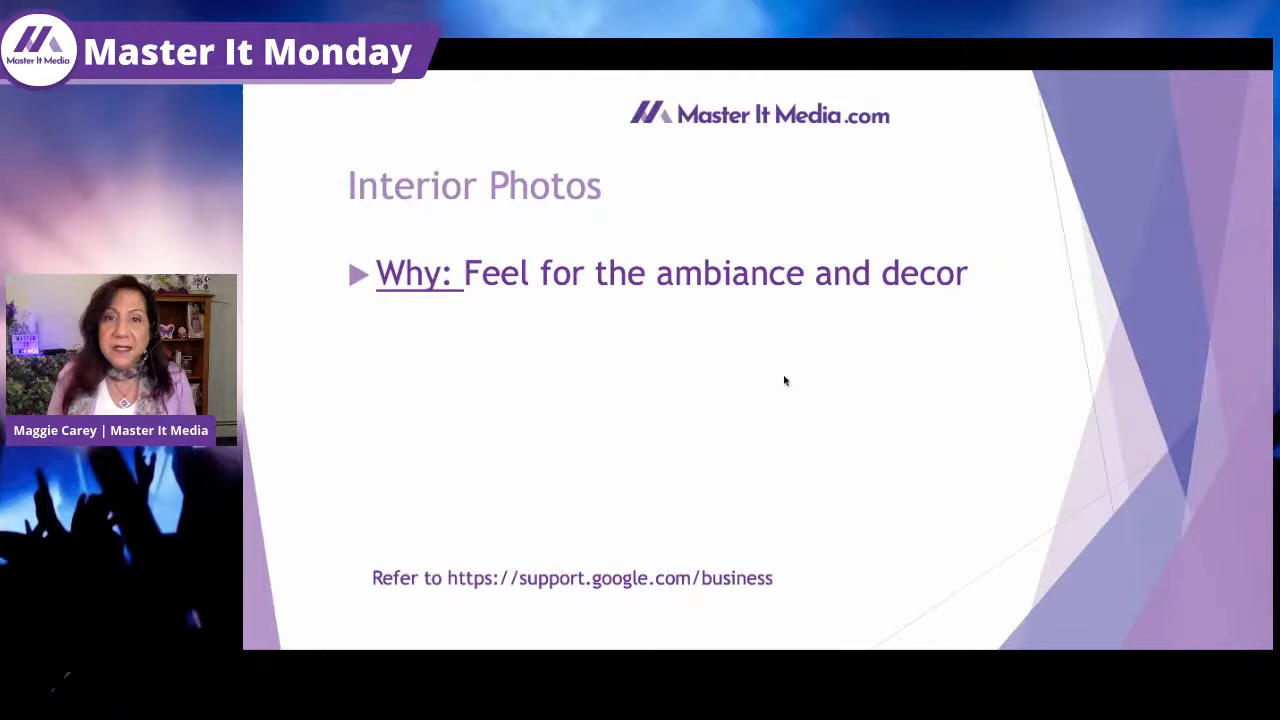 Master It Media
Master It Monday
Master It Media.com
Interior Photos
Why: Feel for the ambiance and decor
Maggie Carey | Master It Media
Refer to https://support.google.com/business